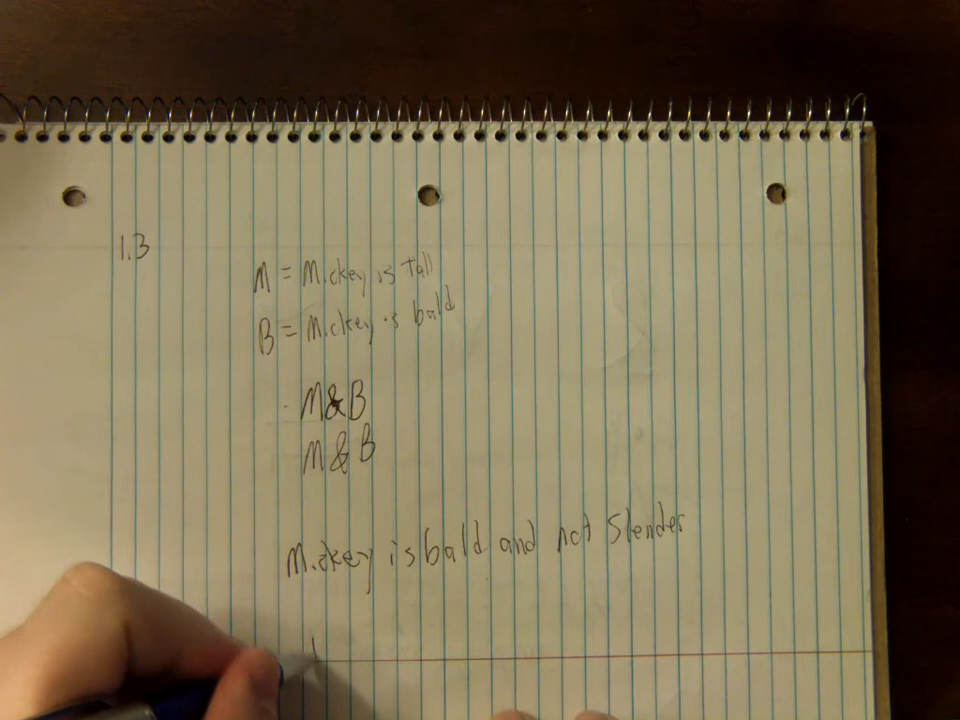 1.3
M = Mickey is Tall
B = Mickey is bald
M&B
M & B
Mickey is bald and not slender